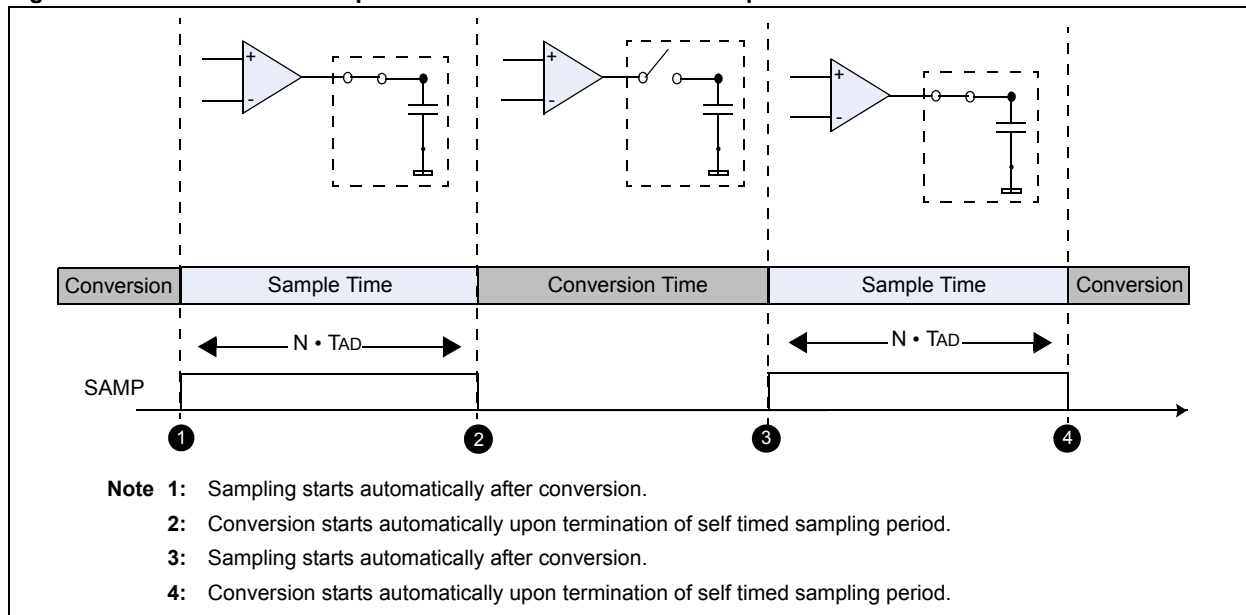 +
-
+
-
+
-
Conversion
Sample Time
Conversion Time
Sample Time
Conversion
N • TAD
N • TAD
SAMP
1
2
3
4
Note 1: Sampling starts automatically after conversion.
2: Conversion starts automatically upon termination of self timed sampling period.
3: Sampling starts automatically after conversion.
4: Conversion starts automatically upon termination of self timed sampling period.